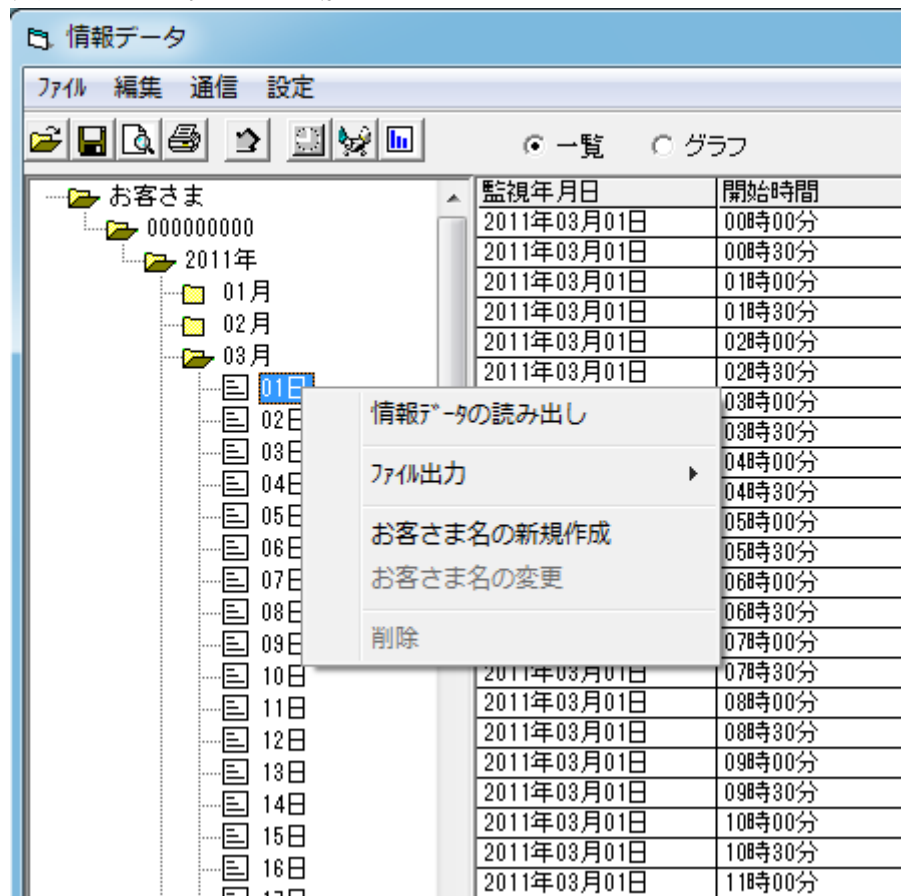 情報データ
ファイル 編集 通信 設定
一覧 グラフ
お客さま
000000000
2011年
01月
02月
03月
01日
02日
03日
04日
05日
06日
07日
08日
09日
10日
11日
12日
13日
14日
15日
16日
情報データの読み出し
ファイル出力
お客さま名の新規作成
お客さま名の変更
削除
監視年月日 開始時間
2011年03月01日 00時00分
2011年03月01日 00時30分
2011年03月01日 01時00分
2011年03月01日 01時30分
2011年03月01日 02時00分
2011年03月01日 02時30分
03時00分
03時30分
04時00分
04時30分
05時00分
05時30分
06時00分
06時30分
07時00分
2011年03月01日 07時30分
2011年03月01日 08時00分
2011年03月01日 08時30分
2011年03月01日 09時00分
2011年03月01日 09時30分
2011年03月01日 10時00分
2011年03月01日 10時30分
2011年03月01日 11時00分